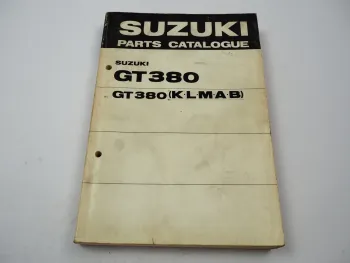 SUZUKI
PARTS CATALOGUE
SUZUKI
GT380
GT380(K·L·M·A·B)